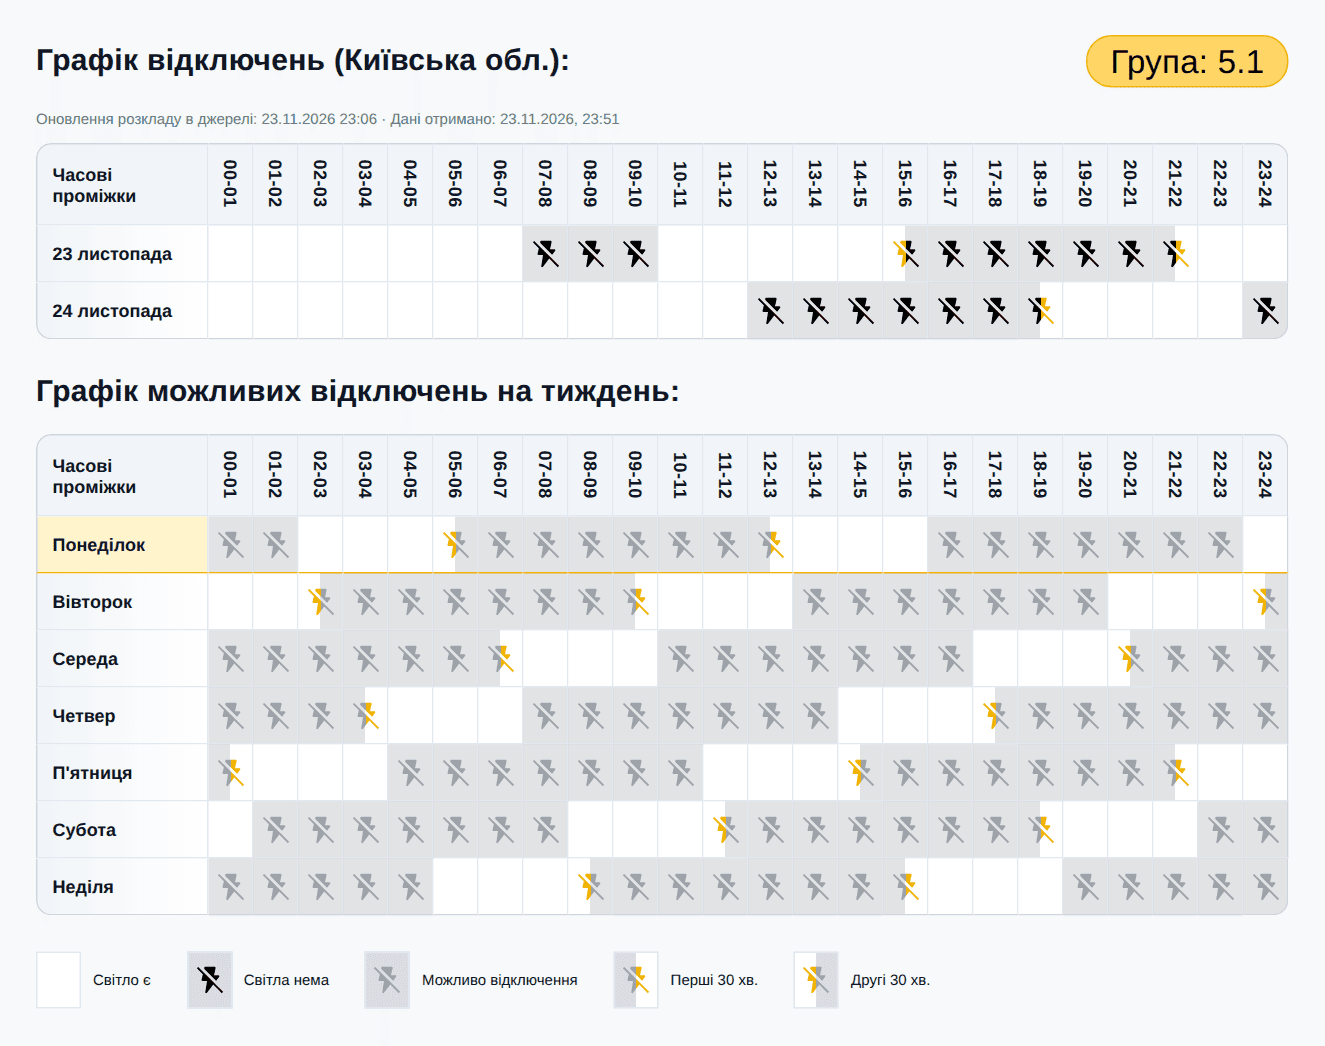 Графік відключень (Київська обл.):
Група: 5.1
Оновлення розкладу в джерелі: 23.11.2026 23:06 · Дані отримано: 23.11.2026, 23:51
Часові проміжки 00-01 01-02 02-03 03-04 04-05 05-06 06-07 07-08 08-09 09-10 10-11 11-12 12-13 13-14 14-15 15-16 16-17 17-18 18-19 19-20 20-21 21-22 22-23 23-24
23 листопада
24 листопада
Графік можливих відключень на тиждень:
Часові проміжки 00-01 01-02 02-03 03-04 04-05 05-06 06-07 07-08 08-09 09-10 10-11 11-12 12-13 13-14 14-15 15-16 16-17 17-18 18-19 19-20 20-21 21-22 22-23 23-24
Понеділок
Вівторок
Середа
Четвер
П'ятниця
Субота
Неділя
Світло є Світла нема Можливо відключення Перші 30 хв. Другі 30 хв.